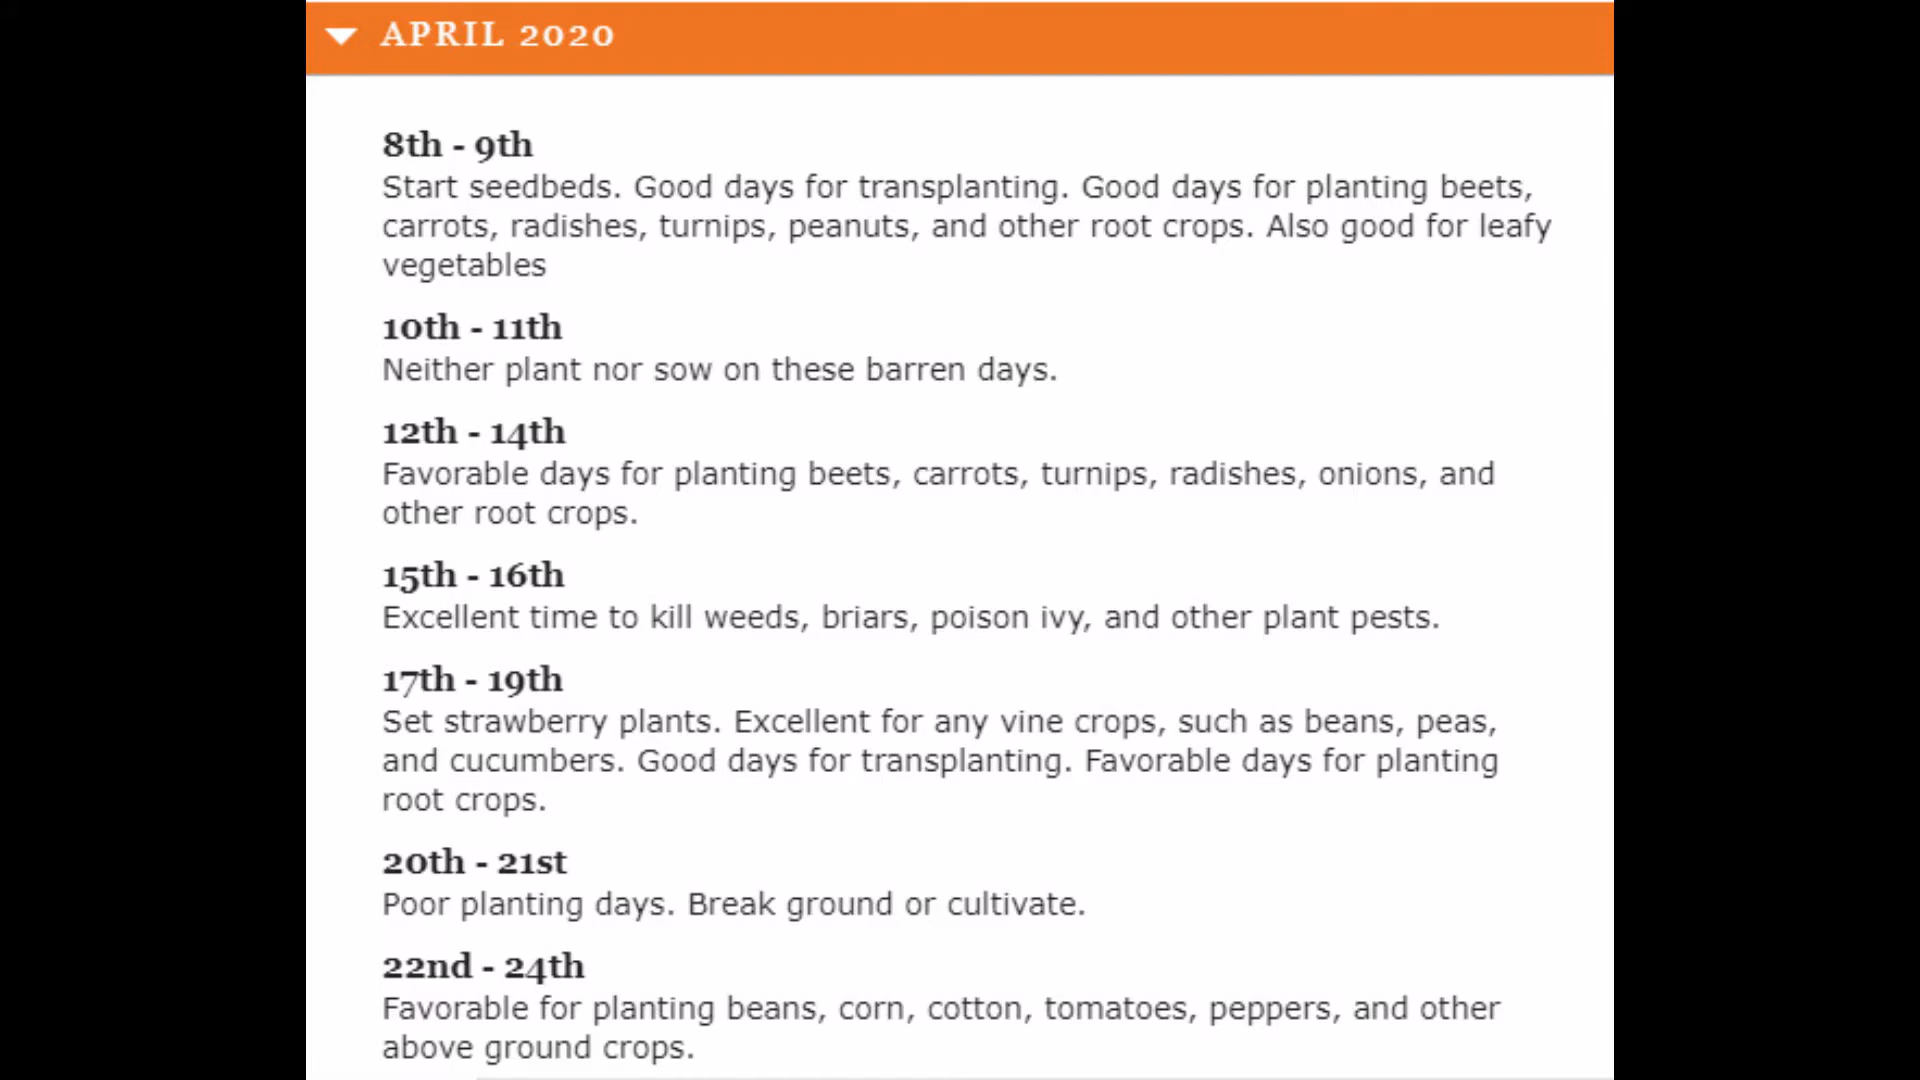 APRIL 2020
8th - 9th
Start seedbeds. Good days for transplanting. Good days for planting beets,
carrots, radishes, turnips, peanuts, and other root crops. Also good for leafy
vegetables
10th - 11th
Neither plant nor sow on these barren days.
12th - 14th
Favorable days for planting beets, carrots, turnips, radishes, onions, and
other root crops.
15th - 16th
Excellent time to kill weeds, briars, poison ivy, and other plant pests.
17th - 19th
Set strawberry plants. Excellent for any vine crops, such as beans, peas,
and cucumbers. Good days for transplanting. Favorable days for planting
root crops.
20th - 21st
Poor planting days. Break ground or cultivate.
22nd - 24th
Favorable for planting beans, corn, cotton, tomatoes, peppers, and other
above ground crops.